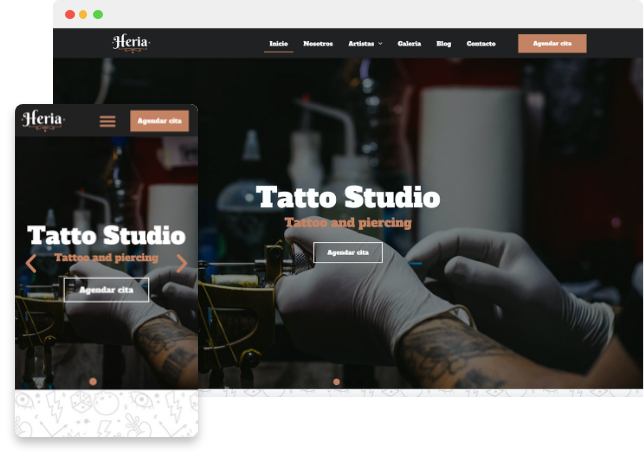 Heria
Inicio Nosotros Artistas Galeria Blog Contacto Agendar cita
Tatto Studio
Tattoo and piercing
Agendar cita
Heria
Agendar cita
Tatto Studio
Tattoo and piercing
Agendar cita